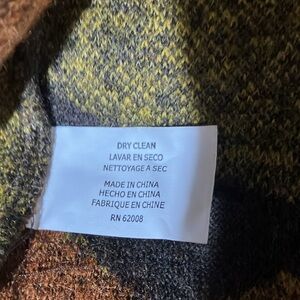 DRY CLEAN
LAVAR EN SECO
NETTOYAGE A SEC
MADE IN CHINA
HECHO EN CHINA
FABRIQUE EN CHINE
RN 62008